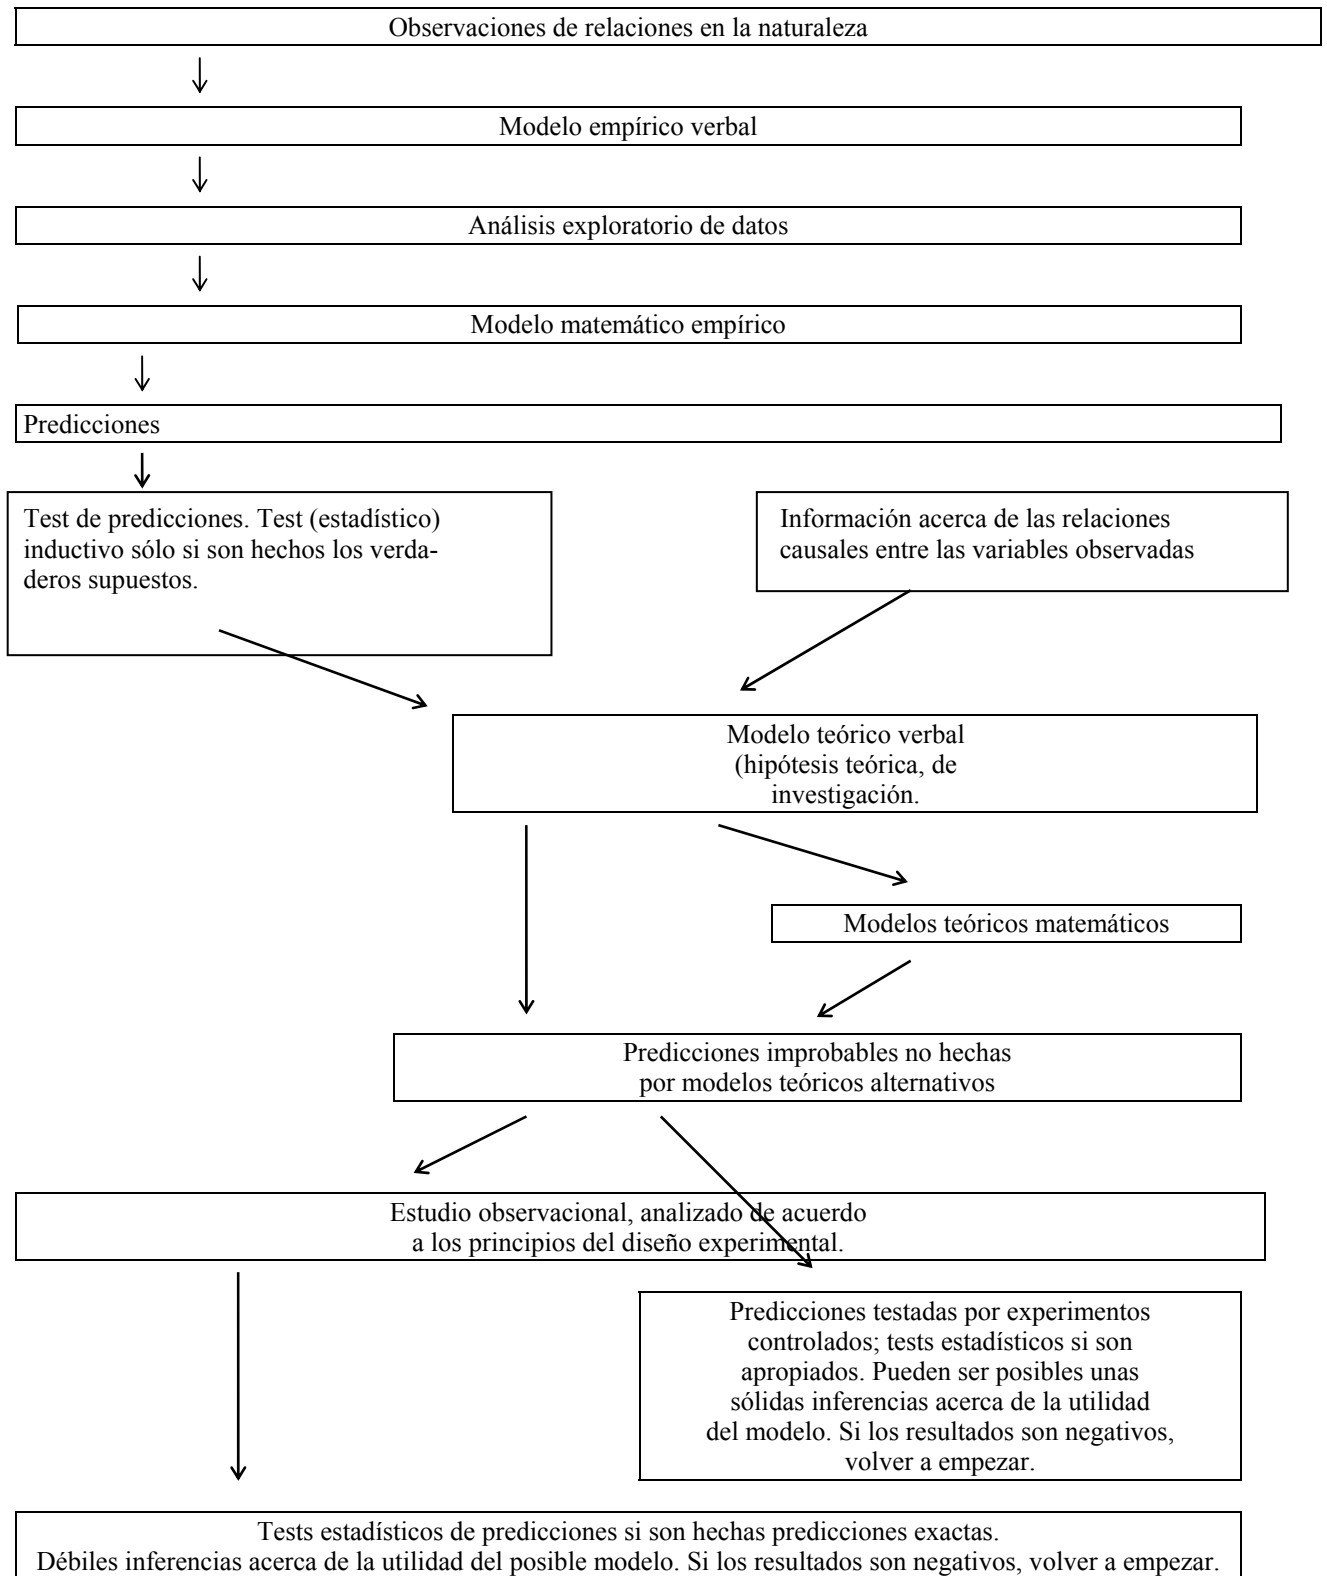 Observaciones de relaciones en la naturaleza
Modelo empírico verbal
Análisis exploratorio de datos
Modelo matemático empírico
Predicciones
Test de predicciones. Test (estadístico)
inductivo sólo si son hechos los verda-
deros supuestos.
Información acerca de las relaciones
causales entre las variables observadas
Modelo teórico verbal
(hipótesis teórica, de
investigación.
Modelos teóricos matemáticos
Predicciones improbables no hechas
por modelos teóricos alternativos
Estudio observacional, analizado de acuerdo
a los principios del diseño experimental.
Predicciones testadas por experimentos
controlados; tests estadísticos si son
apropiados. Pueden ser posibles unas
sólidas inferencias acerca de la utilidad
del modelo. Si los resultados son negativos,
volver a empezar.
Tests estadísticos de predicciones si son hechas predicciones exactas.
Débiles inferencias acerca de la utilidad del posible modelo. Si los resultados son negativos, volver a empezar.